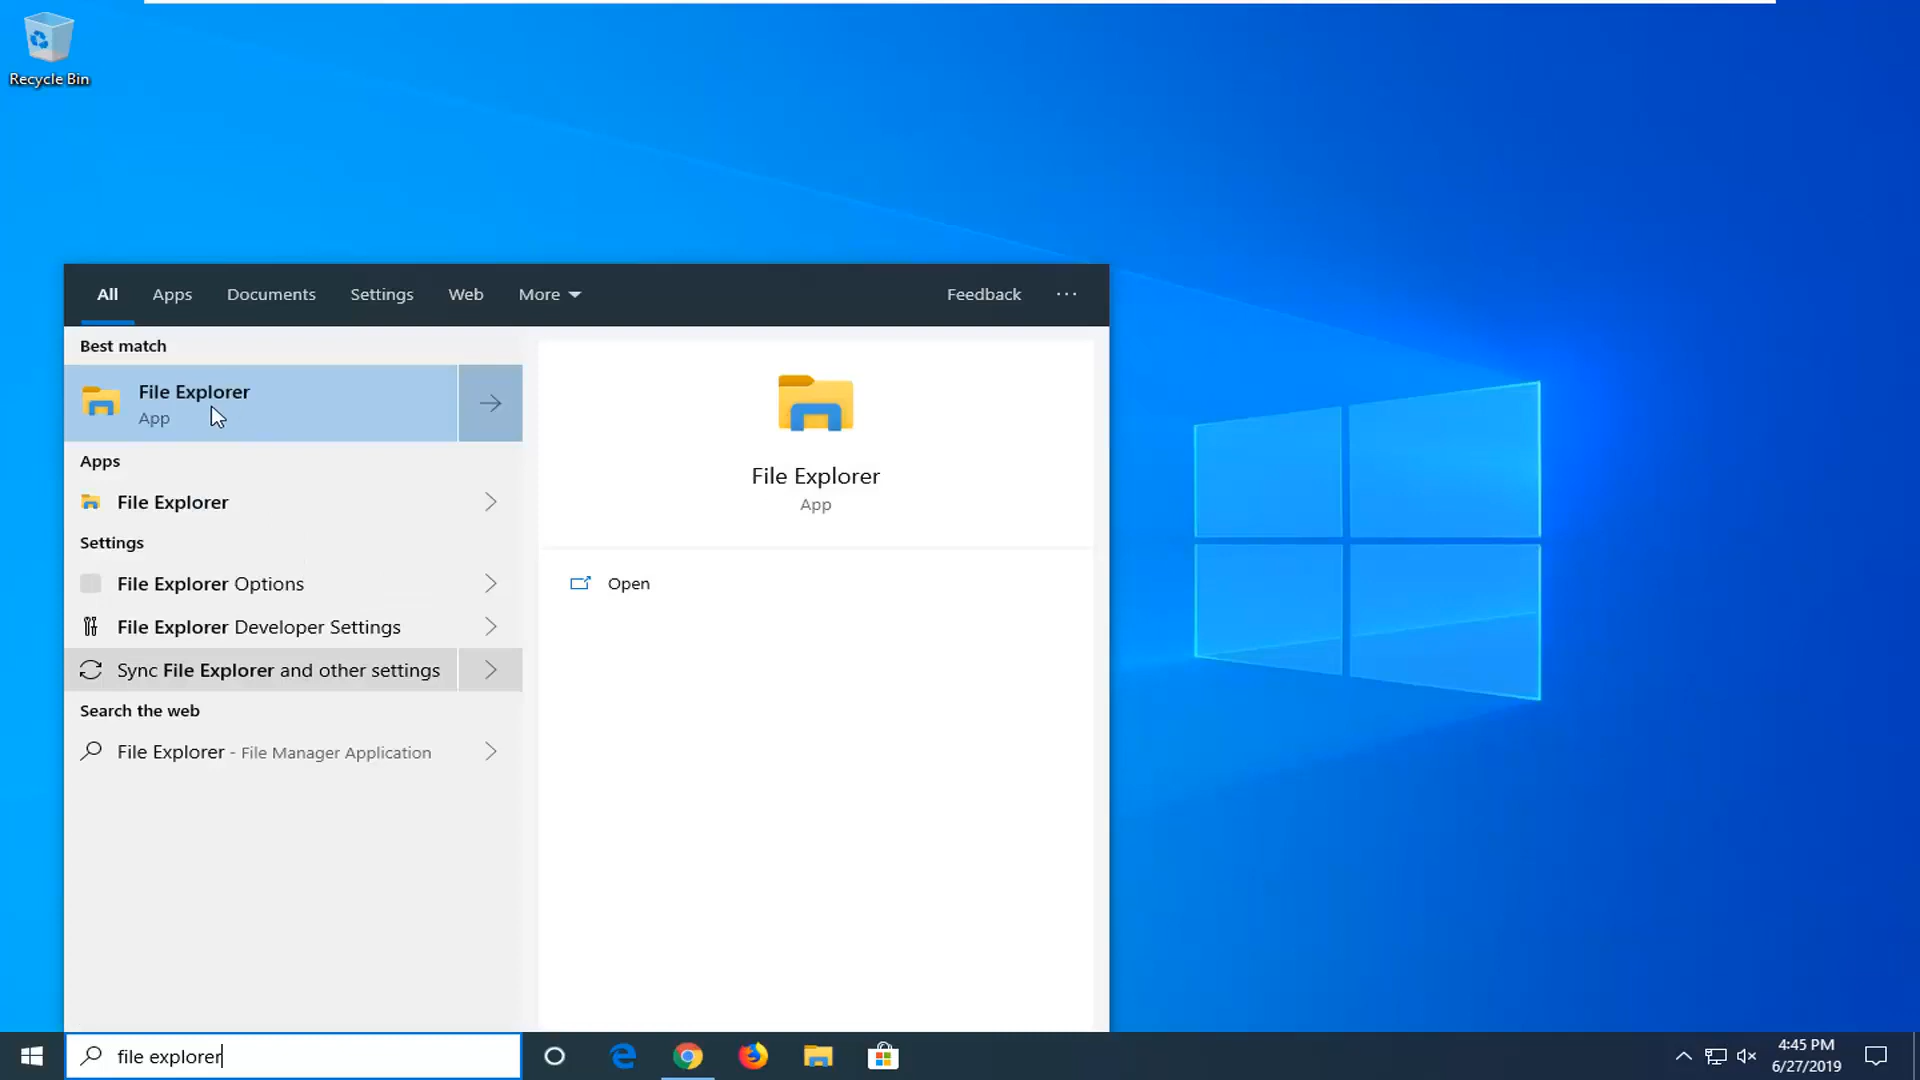 Recycle Bin
All Apps Documents Settings Web More Feedback ...
Best match
File Explorer
App
Apps
File Explorer
Settings
File Explorer Options
File Explorer Developer Settings
Sync File Explorer and other settings
Search the web
File Explorer - File Manager Application
File Explorer
App
Open
file explorer
4:45 PM
6/27/2019